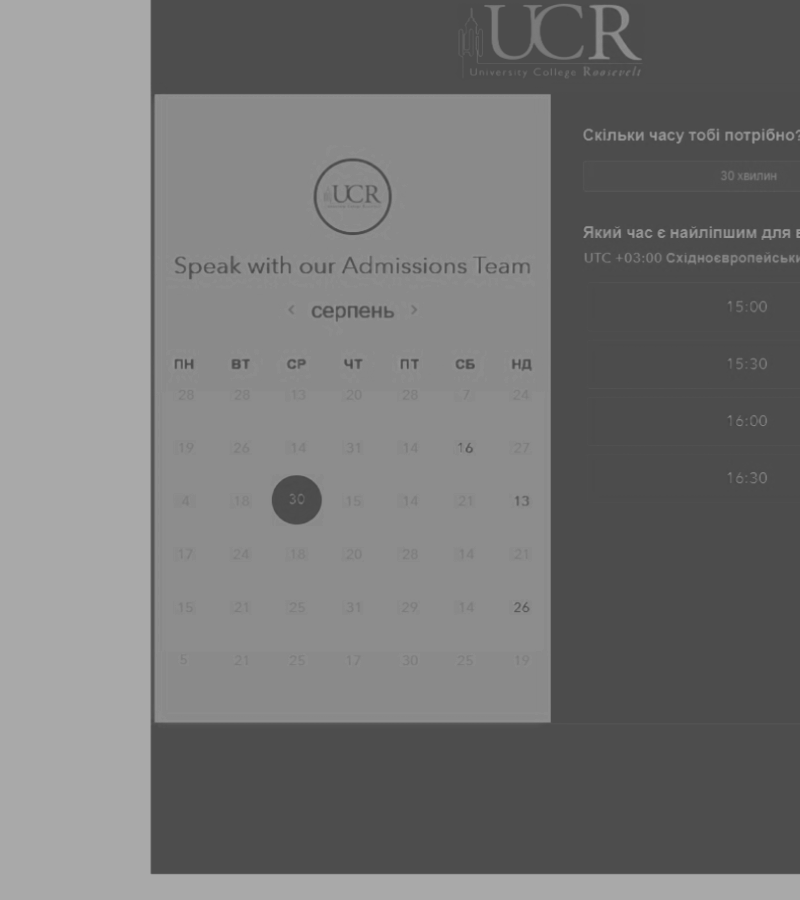 UCR
University College Roosevelt
UCR
Speak with our Admissions Team
‹ серпень ›
ПН ВТ СР ЧТ ПТ СБ НД
28 28 13 20 28 7 24
19 26 14 31 14 16 27
4 18 30 15 14 21 13
17 24 18 20 28 14 21
15 21 25 31 29 14 26
5 21 25 17 30 25 19
Скільки часу тобі потрібно?
30 хвилин
Який час є найліпшим для
UTC +03:00 Східноєвропейськи
15:00
15:30
16:00
16:30